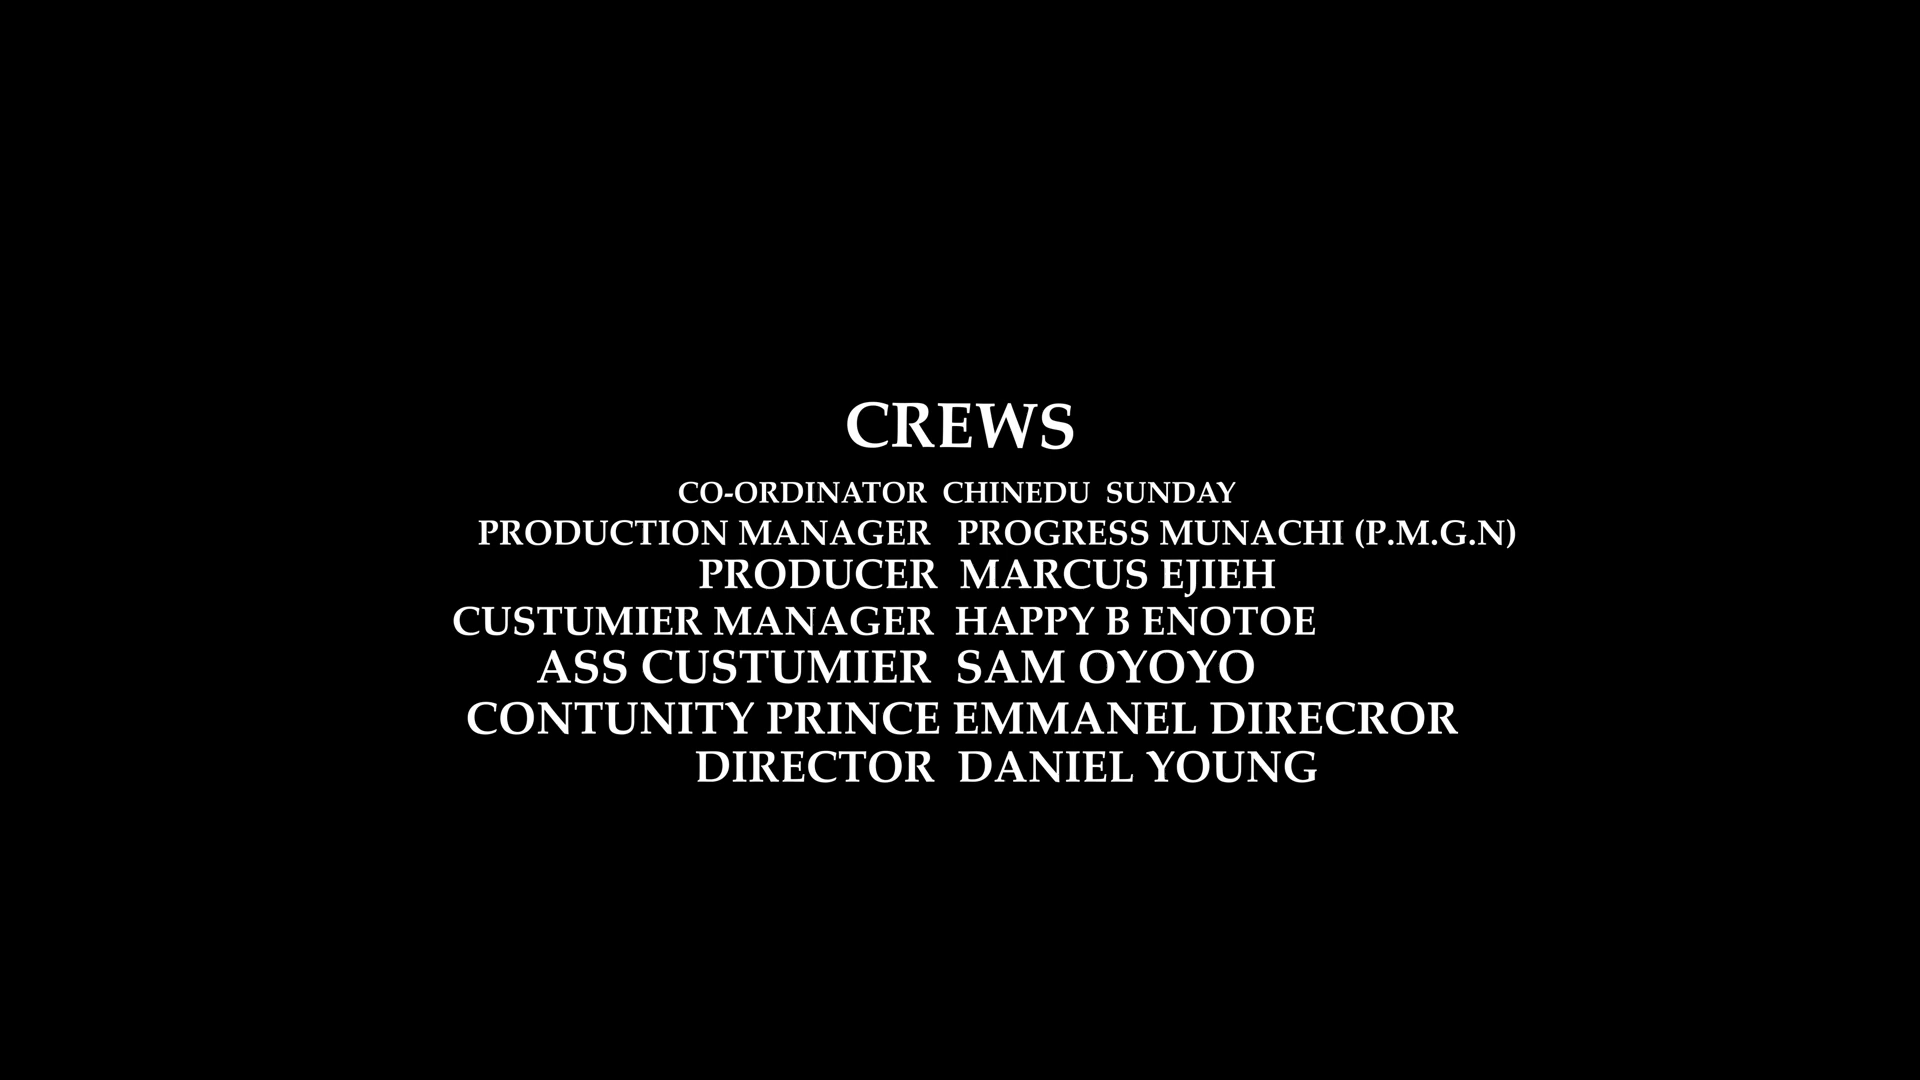 CREWS
CO-ORDINATOR CHINEDU SUNDAY
PRODUCTION MANAGER PROGRESS MUNACHI (P.M.G.N)
PRODUCER MARCUS EJIEH
CUSTUMIER MANAGER HAPPY B ENOTOE
ASS CUSTUMIER SAM OYOYO
CONTUNITY PRINCE EMMANEL DIRECROR
DIRECTOR DANIEL YOUNG